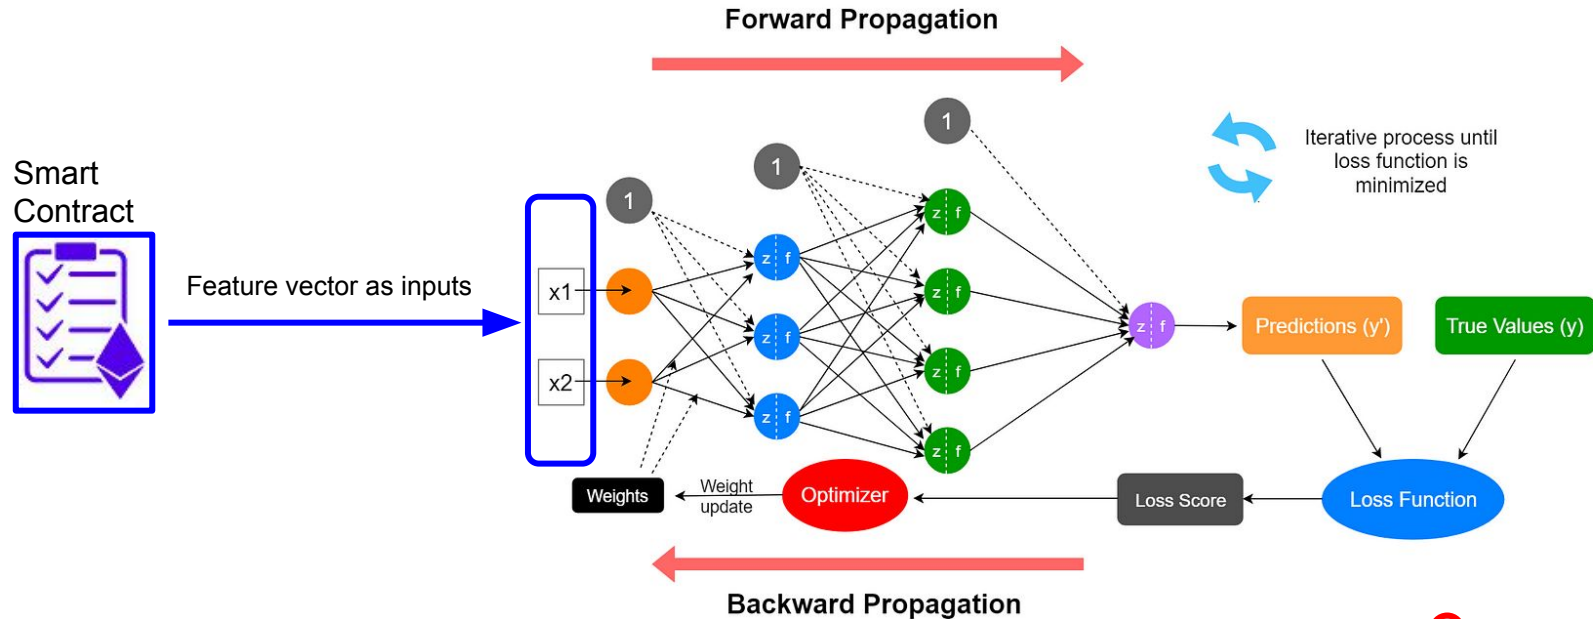 Forward Propagation
1
1
1
Iterative process until
loss function is
minimized
Smart
Contract
Feature vector as inputs
x1
x2
z f
z f
z f
z f
z f
z f
z f
z f
Predictions (y')
True Values (y)
Weights
Weight
update
Optimizer
Loss Score
Loss Function
Backward Propagation